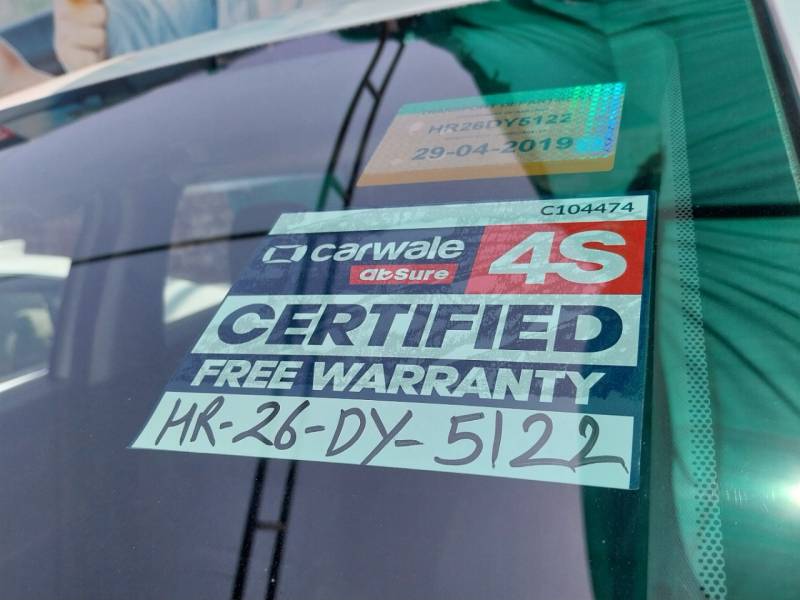 HR26DY5122
29-04-2019
C104474
carwale
abSure
4S
CERTIFIED
FREE WARRANTY
HR-26-DY-5122